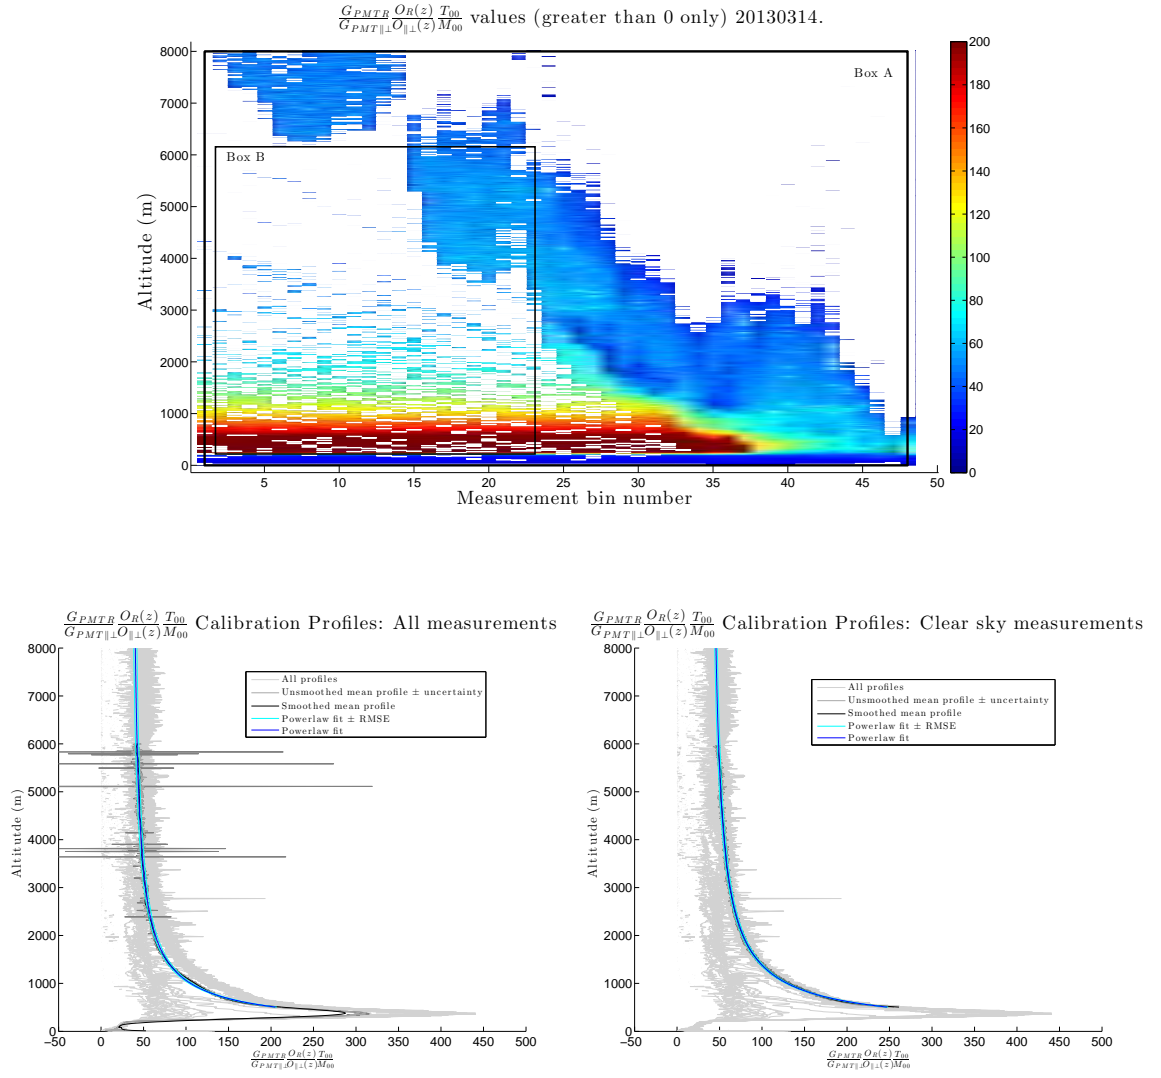 G_PMTR/G_PMT∥⊥ O_R(z)/O_∥⊥(z) T_00/M_00 values (greater than 0 only) 20130314.
8000
7000
6000
5000
4000
3000
2000
1000
0
Altitude (m)
Box A
Box B
5 10 15 20 25 30 35 40 45 50
Measurement bin number
200
180
160
140
120
100
80
60
40
20
0
G_PMTR/G_PMT∥⊥ O_R(z)/O_∥⊥(z) T_00/M_00 Calibration Profiles: All measurements
8000
7000
6000
5000
4000
3000
2000
1000
0
Altitutde (m)
All profiles
Unsmoothed mean profile ± uncertainty
Smoothed mean profile
Powerlaw fit ± RMSE
Powerlaw fit
−50 0 50 100 150 200 250 300 350 400 450 500
G_PMTR/G_PMT∥⊥ O_R(z)/O_∥⊥(z) T_00/M_00
G_PMTR/G_PMT∥⊥ O_R(z)/O_∥⊥(z) T_00/M_00 Calibration Profiles: Clear sky measurements
8000
7000
6000
5000
4000
3000
2000
1000
0
Altitutde (m)
All profiles
Unsmoothed mean profile ± uncertainty
Smoothed mean profile
Powerlaw fit ± RMSE
Powerlaw fit
−50 0 50 100 150 200 250 300 350 400 450 500
G_PMTR/G_PMT∥⊥ O_R(z)/O_∥⊥(z) T_00/M_00